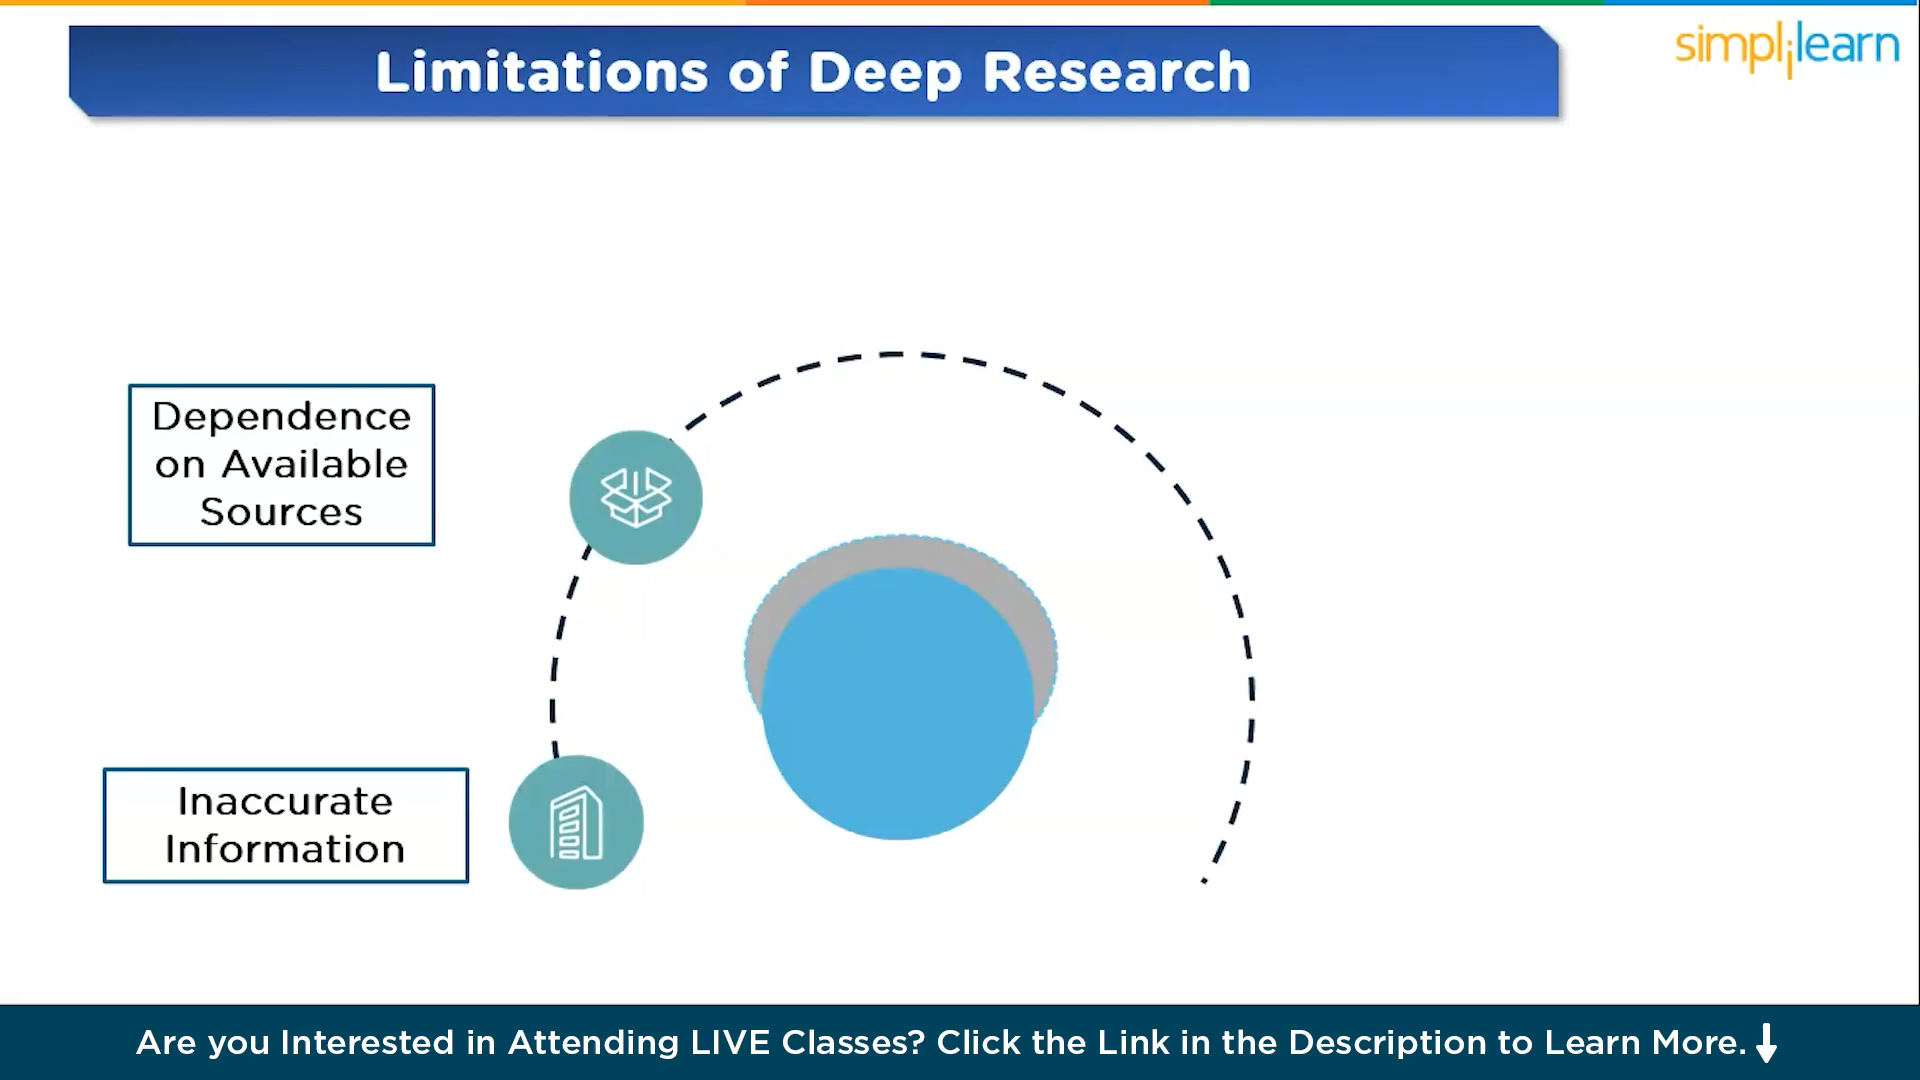 Limitations of Deep Research
simplilearn
Dependence
on Available
Sources
Inaccurate
Information
Are you Interested in Attending LIVE Classes? Click the Link in the Description to Learn More.